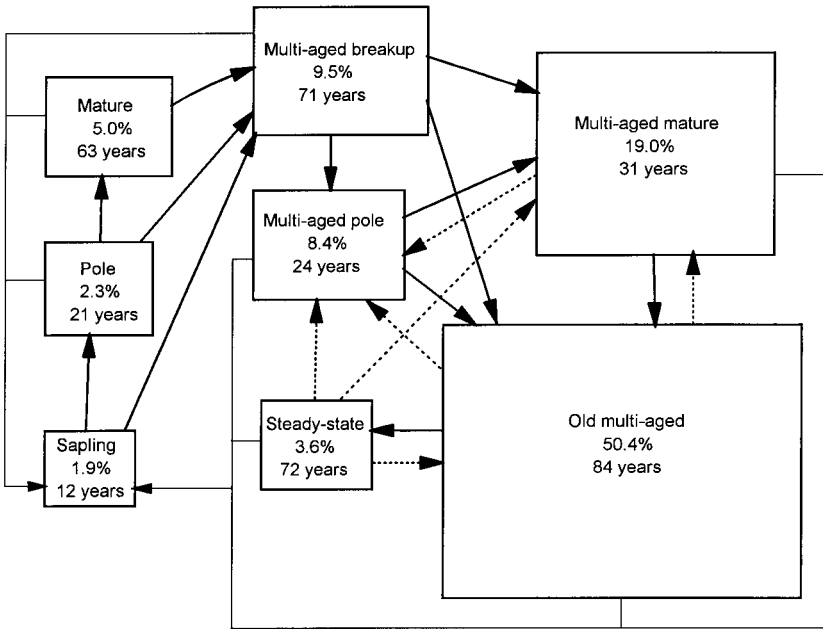 Multi-aged breakup
9.5%
71 years
Mature
5.0%
63 years
Multi-aged mature
19.0%
31 years
Multi-aged pole
8.4%
24 years
Pole
2.3%
21 years
Steady-state
3.6%
72 years
Old multi-aged
50.4%
84 years
Sapling
1.9%
12 years